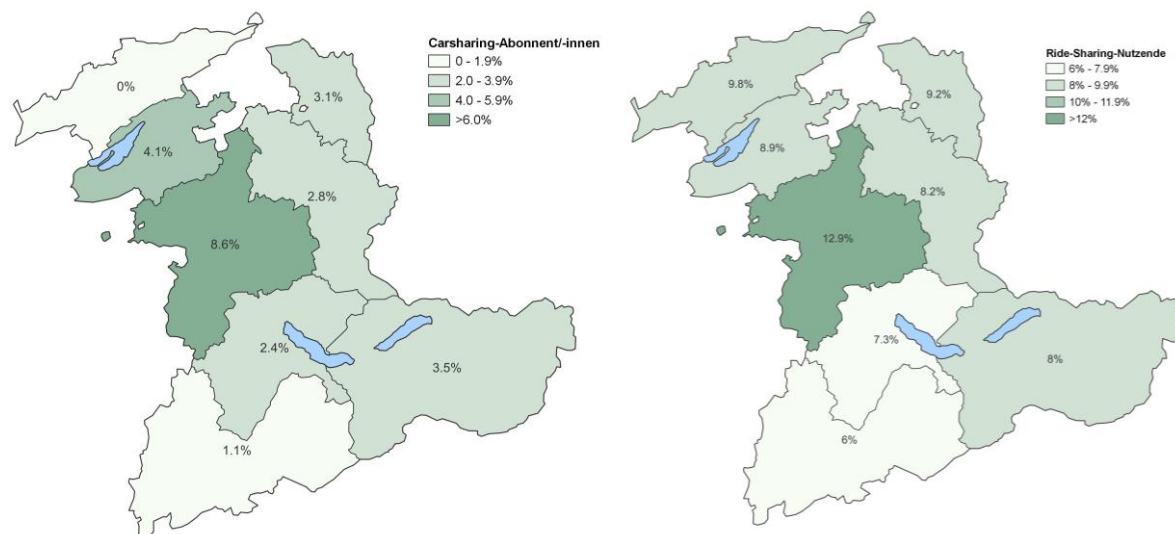 Carsharing-Abonnent/-innen
0 - 1.9%
2.0 - 3.9%
4.0 - 5.9%
>6.0%
0%
3.1%
4.1%
2.8%
8.6%
2.4%
3.5%
1.1%
Ride-Sharing-Nutzende
6% - 7.9%
8% - 9.9%
10% - 11.9%
>12%
9.8%
9.2%
8.9%
8.2%
12.9%
7.3%
8%
6%